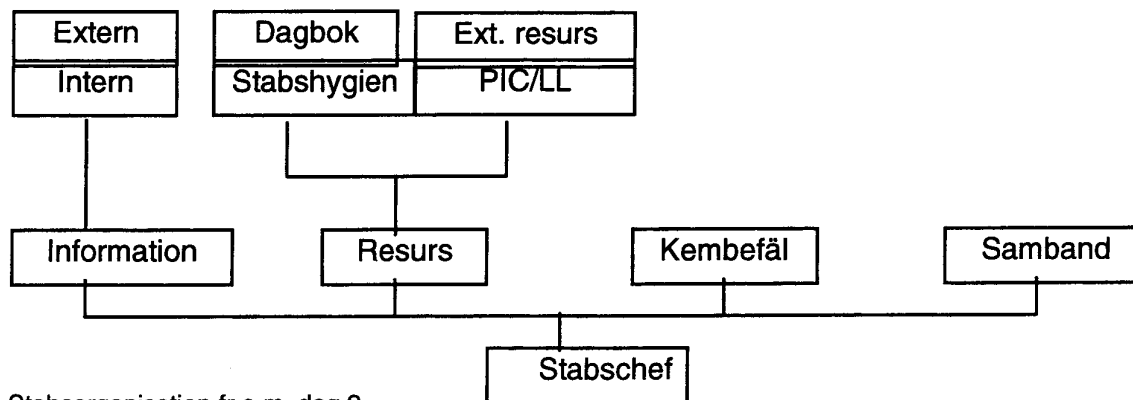 Extern Dagbok Ext. resurs
Intern Stabshygien PIC/LL
Information Resurs Kembefäl Samband
Stabschef